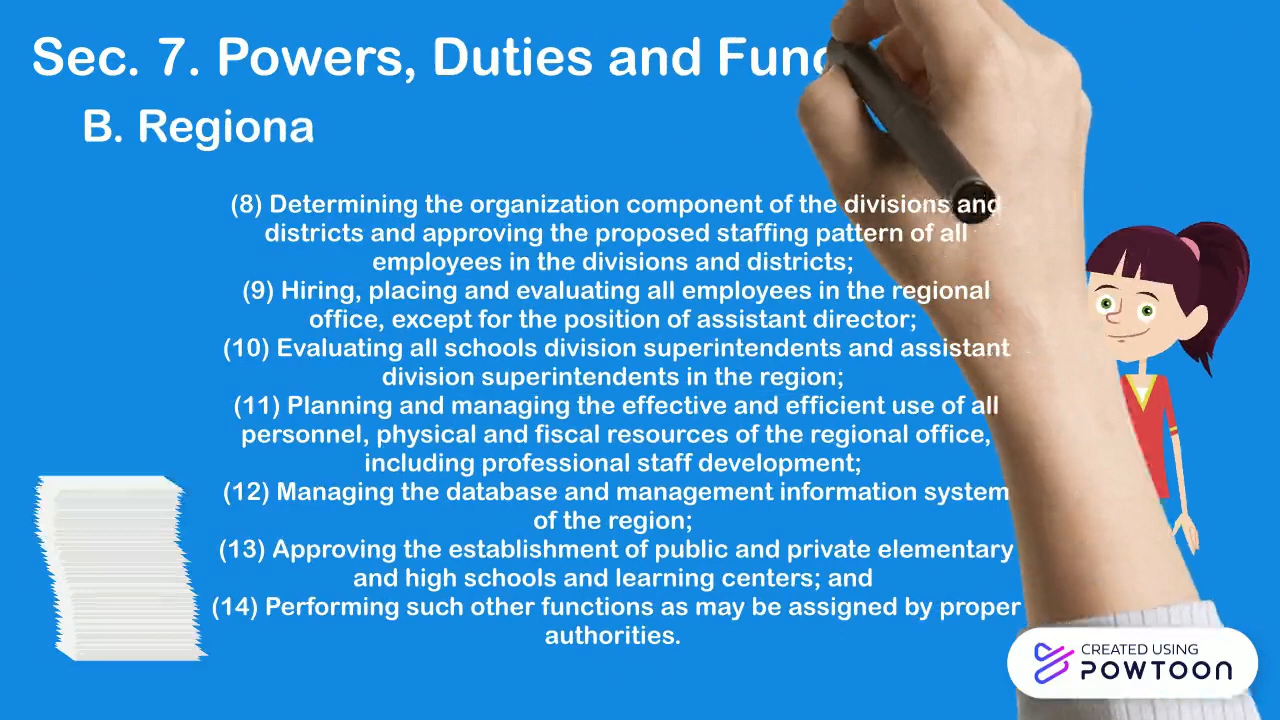 Sec. 7. Powers, Duties and Func
B. Regiona
(8) Determining the organization component of the divisions and
districts and approving the proposed staffing pattern of all
employees in the divisions and districts;
(9) Hiring, placing and evaluating all employees in the regional
office, except for the position of assistant director;
(10) Evaluating all schools division superintendents and assistant
division superintendents in the region;
(11) Planning and managing the effective and efficient use of all
personnel, physical and fiscal resources of the regional office,
including professional staff development;
(12) Managing the database and management information system
of the region;
(13) Approving the establishment of public and private elementary
and high schools and learning centers; and
(14) Performing such other functions as may be assigned by proper
authorities.
CREATED USING
POWTOON